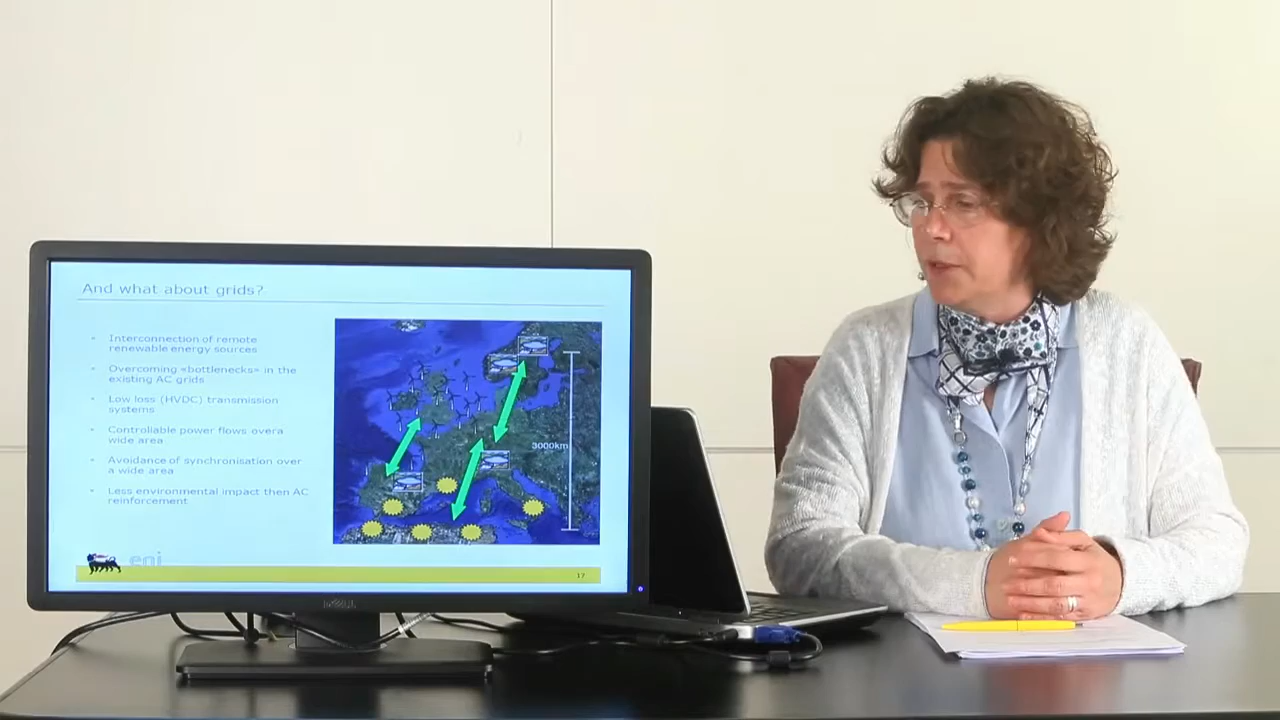 And what about grids?
• Interconnection of remote
renewable energy sources
• Overcoming «bottlenecks» in the
existing AC grids
• Low loss (HVDC) transmission
systems
• Controllable power flows over a
wide area
• Avoidance of synchronisation over
a wide area
• Less environmental impact then AC
reinforcement
3000km
eni
17
DELL